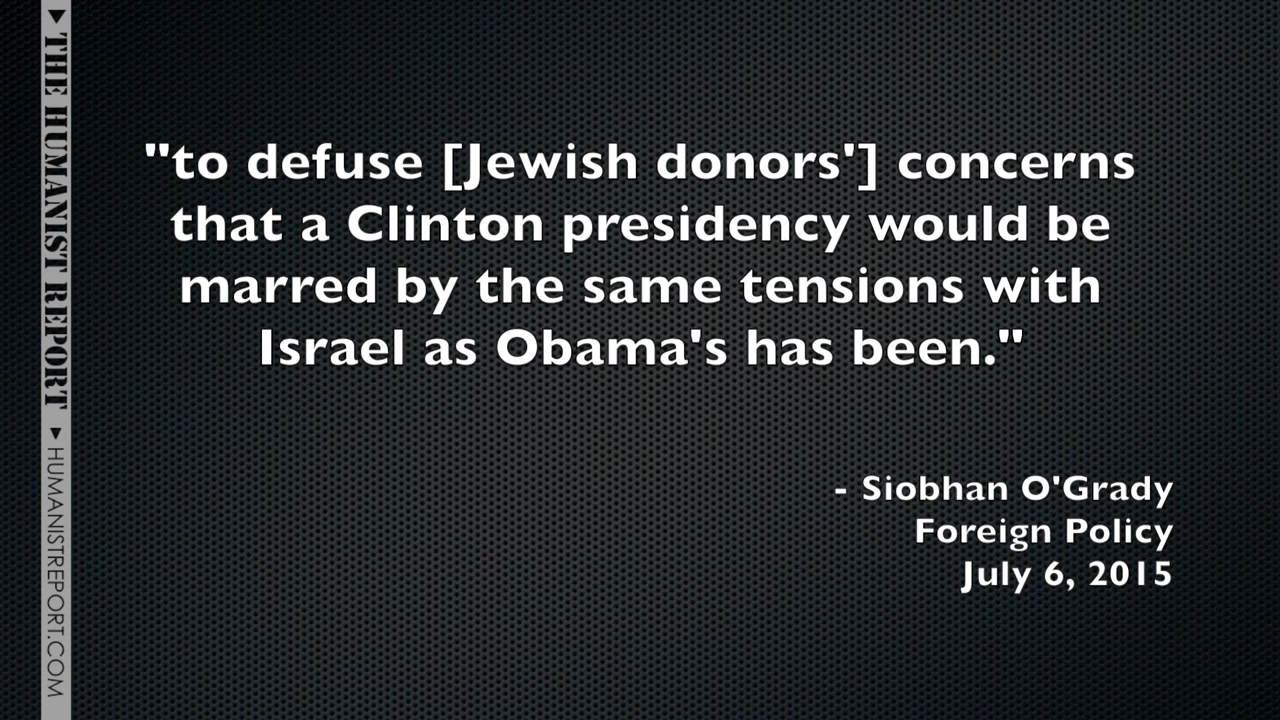 "to defuse [Jewish donors'] concerns
that a Clinton presidency would be
marred by the same tensions with
Israel as Obama's has been."
- Siobhan O'Grady
Foreign Policy
July 6, 2015
THE HUMANIST REPORT
HUMANISTREPORT.COM